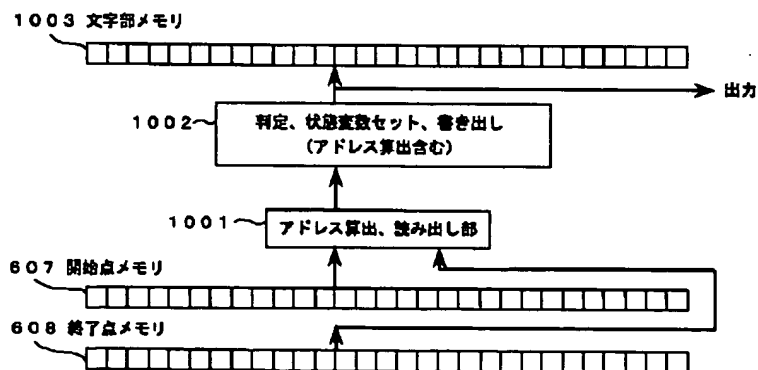 1003 文字部メモリ
出力
1002
判定、状態変数セット、書き出し
(アドレス算出含む)
1001
アドレス算出、読み出し部
607 開始点メモリ
608 終了点メモリ